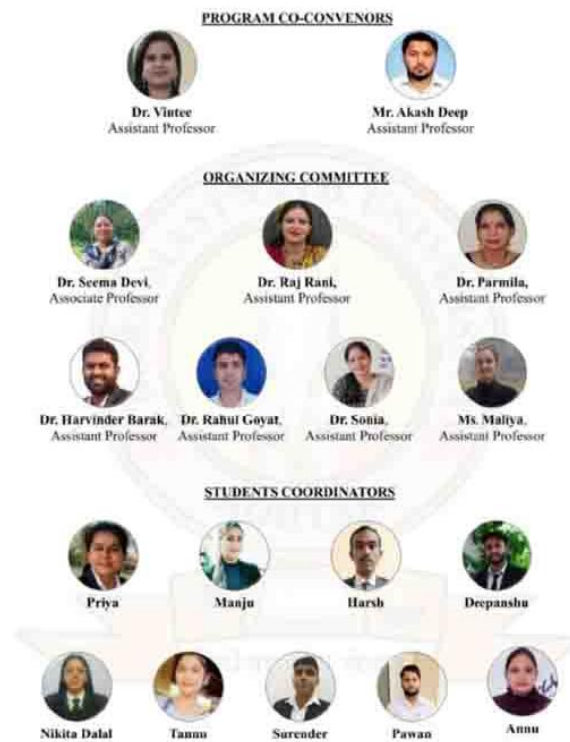 PROGRAM CO-CONVENORS
Dr. Vintee
Assistant Professor
Mr. Akash Deep
Assistant Professor
ORGANIZING COMMITTEE
Dr. Seema Devi,
Associate Professor
Dr. Raj Rani,
Assistant Professor
Dr. Parmila,
Assistant Professor
Dr. Harvinder Barak,
Assistant Professor
Dr. Rahul Goyat,
Assistant Professor
Dr. Sonia,
Assistant Professor
Ms. Maliya,
Assistant Professor
STUDENTS COORDINATORS
Priya
Manju
Harsh
Deepanshu
Nikita Dalal
Tannu
Surender
Pawan
Annu